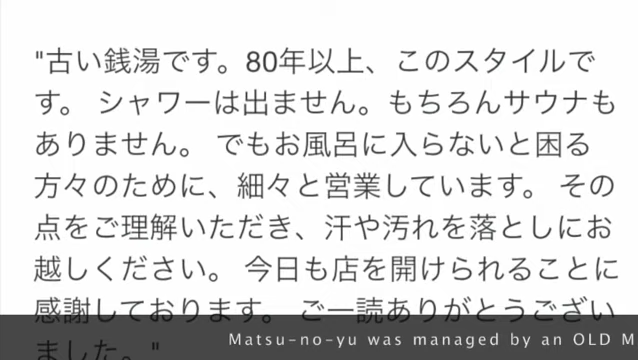 "古い銭湯です。80年以上、このスタイルで
す。 シャワーは出ません。もちろんサウナも
ありません。 でもお風呂に入らないと困る
方々のために、細々と営業しています。 その
点をご理解いただき、汗や汚れを落としにお
越しください。 今日も店を開けられることに
感謝しております。 ご一読ありがとうござい
ました。"
Matsu-no-yu was managed by an OLD M